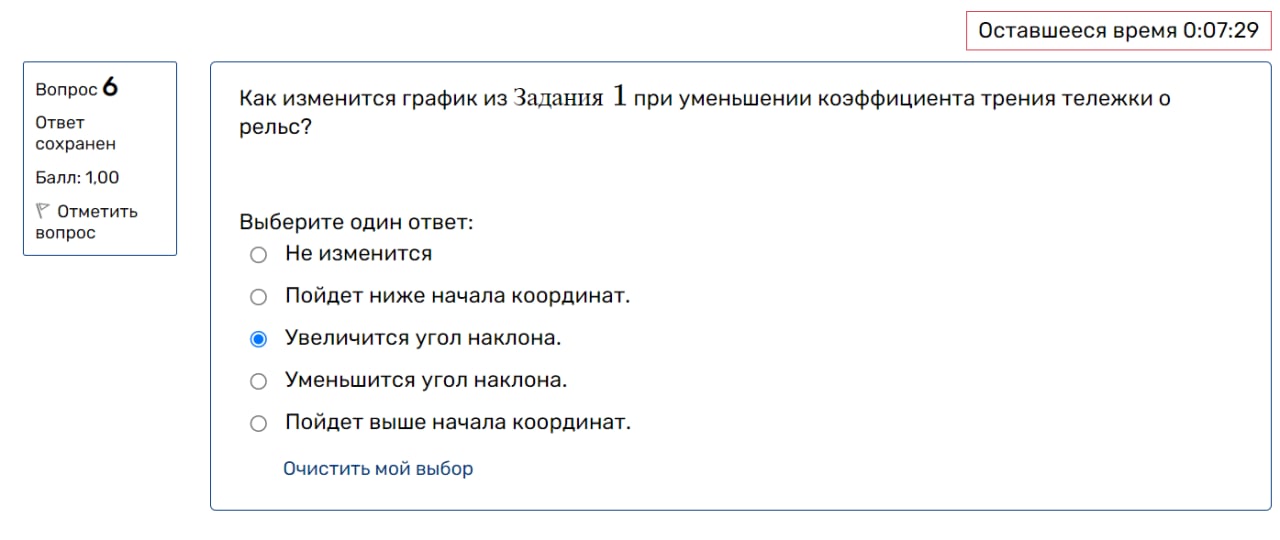 Оставшееся время 0:07:29
Вопрос 6
Ответ
сохранен
Балл: 1,00
Отметить
вопрос
Как изменится график из Задания 1 при уменьшении коэффициента трения тележки о
рельс?
Выберите один ответ:
Не изменится
Пойдет ниже начала координат.
Увеличится угол наклона.
Уменьшится угол наклона.
Пойдет выше начала координат.
Очистить мой выбор